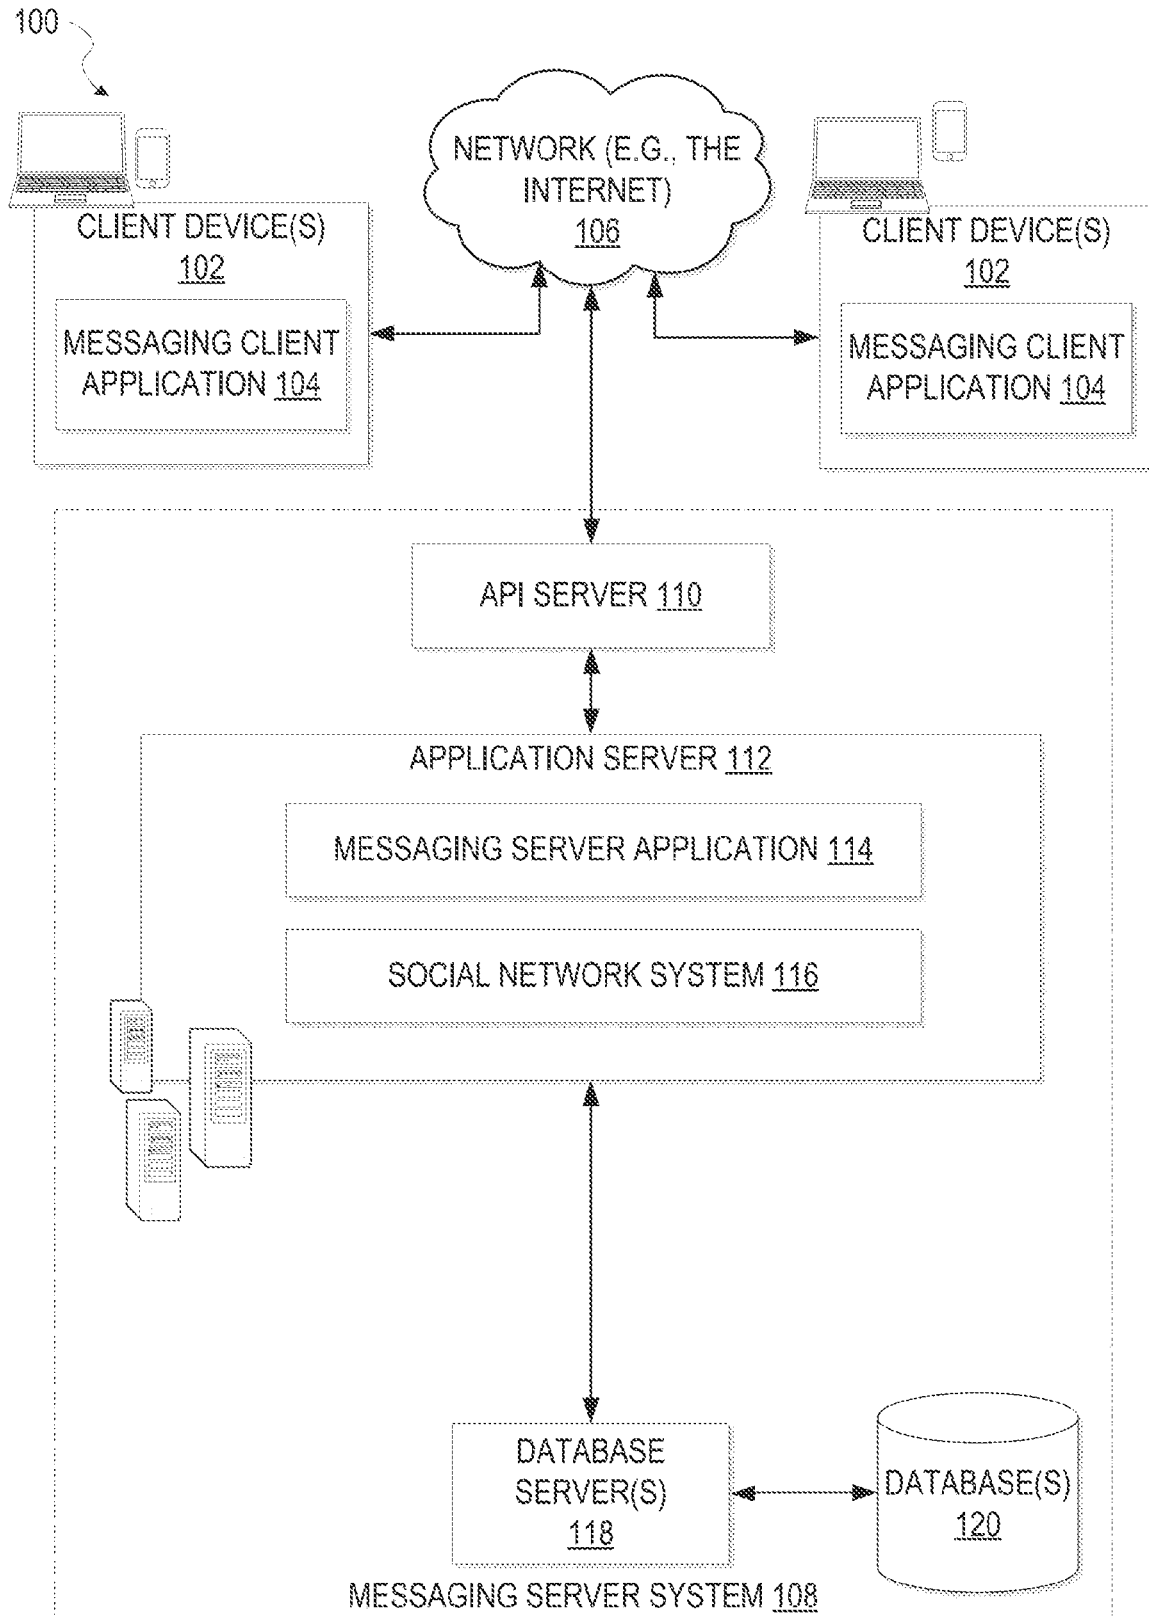 100
NETWORK (E.G., THE
INTERNET)
106
CLIENT DEVICE(S)
102
MESSAGING CLIENT
APPLICATION 104
CLIENT DEVICE(S)
102
MESSAGING CLIENT
APPLICATION 104
API SERVER 110
APPLICATION SERVER 112
MESSAGING SERVER APPLICATION 114
SOCIAL NETWORK SYSTEM 116
DATABASE
SERVER(S)
118
DATABASE(S)
120
MESSAGING SERVER SYSTEM 108